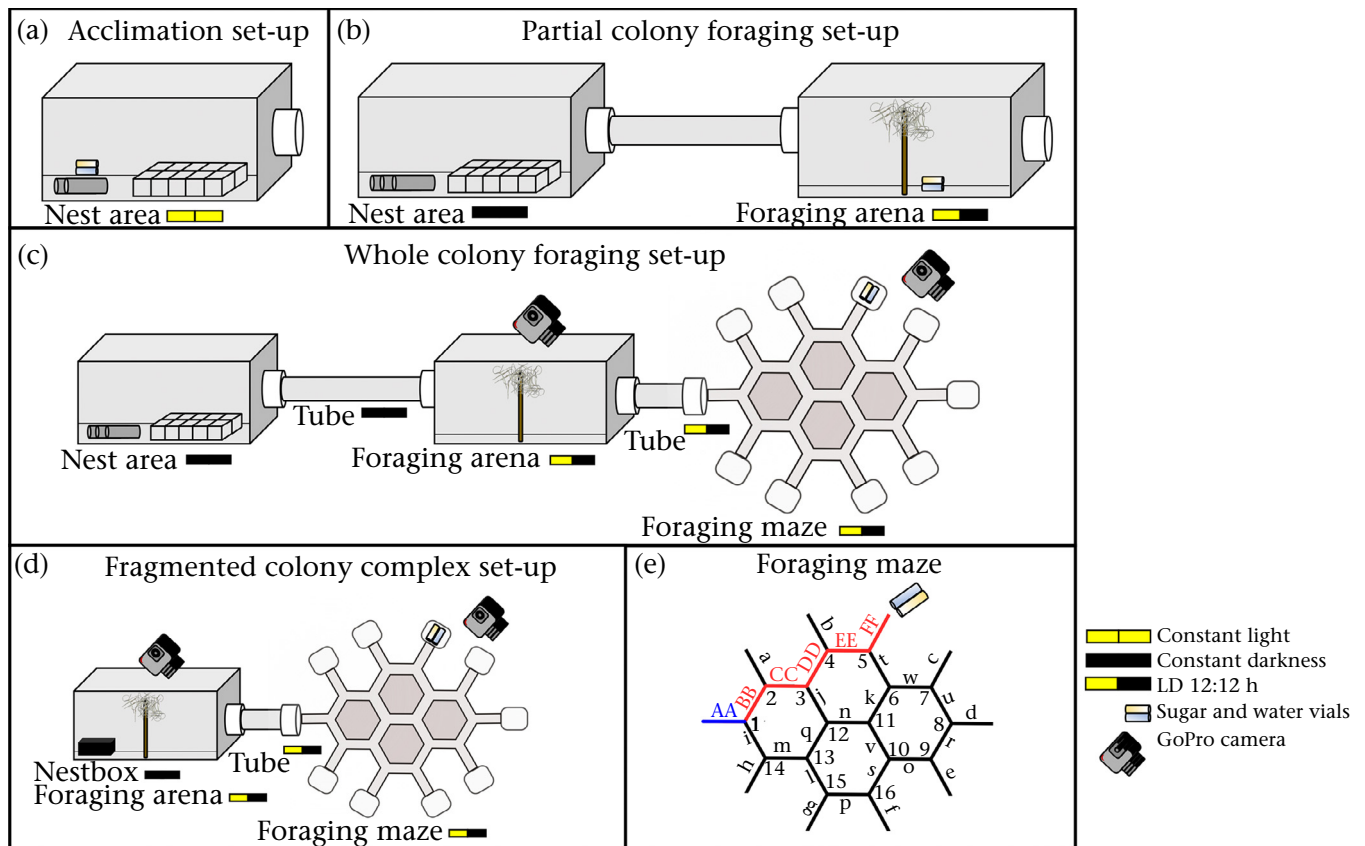 (a) Acclimation set-up
Nest area
(b) Partial colony foraging set-up
Nest area
Foraging arena
(c) Whole colony foraging set-up
Tube
Nest area
Foraging arena
Tube
Foraging maze
(d) Fragmented colony complex set-up
Nestbox
Foraging arena
Tube
Foraging maze
(e) Foraging maze
b EE FF
a CC DD 4 5 t w c
AA BB 2 3 j k 6 7 u
1 n 11 8 d
i m q 12 v 10 9 r
h 14 13 l 15 s o e
g p 16 f
Constant light
Constant darkness
LD 12:12 h
Sugar and water vials
GoPro camera